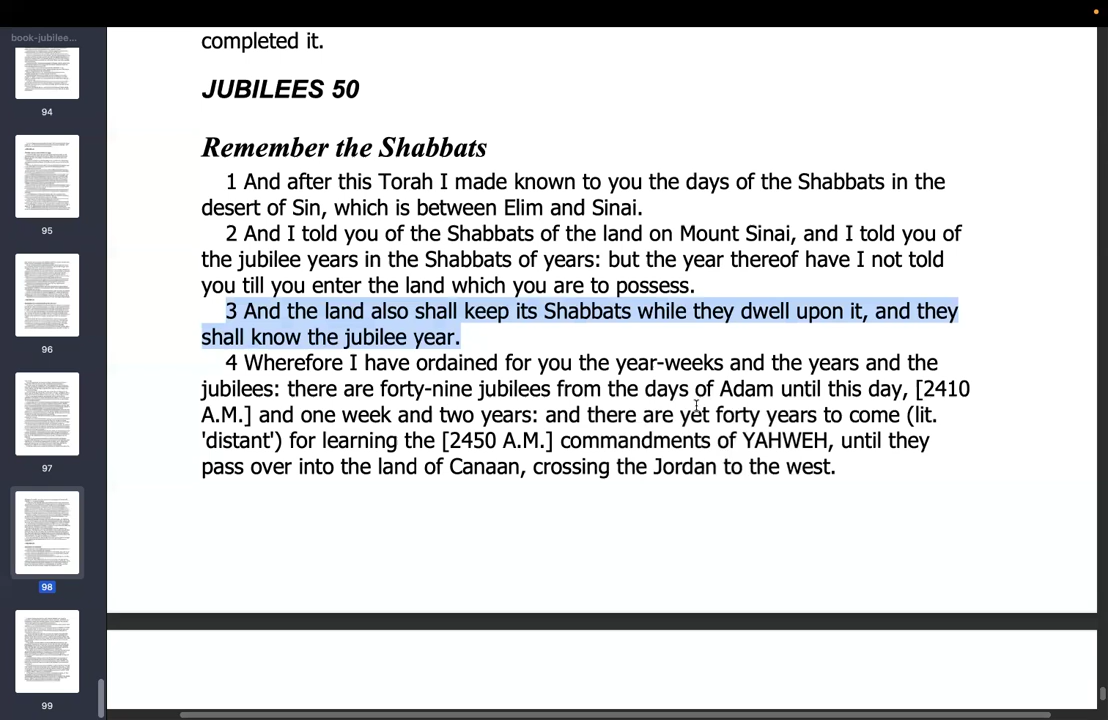 book-jubilee...
94
95
96
97
98
99
completed it.
JUBILEES 50
Remember the Shabbats
1 And after this Torah I made known to you the days of the Shabbats in the
desert of Sin, which is between Elim and Sinai.
2 And I told you of the Shabbats of the land on Mount Sinai, and I told you of
the jubilee years in the Shabbats of years: but the year thereof have I not told
you till you enter the land which you are to possess.
3 And the land also shall keep its Shabbats while they dwell upon it, and they
shall know the jubilee year.
4 Wherefore I have ordained for you the year-weeks and the years and the
jubilees: there are forty-nine jubilees from the days of Adam until this day, [2410
A.M.] and one week and two years: and there are yet forty years to come (lit.
'distant') for learning the [2450 A.M.] commandments of YAHWEH, until they
pass over into the land of Canaan, crossing the Jordan to the west.